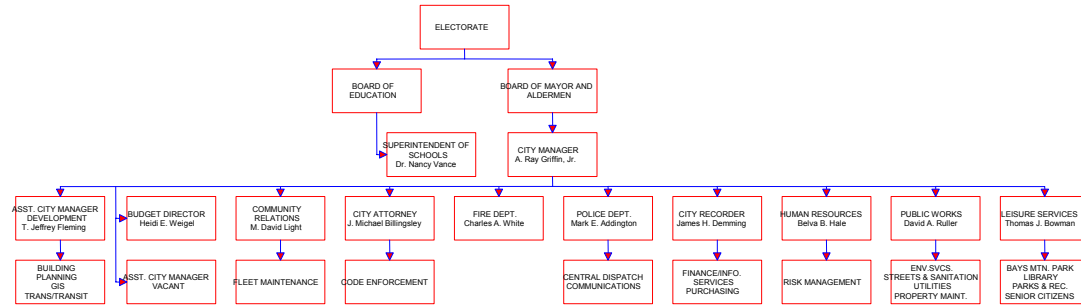 ELECTORATE
BOARD OF
EDUCATION
BOARD OF MAYOR AND
ALDERMEN
SUPERINTENDENT OF
SCHOOLS
Dr. Nancy Vance
CITY MANAGER
A. Ray Griffin, Jr.
ASST. CITY MANAGER
DEVELOPMENT
T. Jeffrey Fleming
BUDGET DIRECTOR
Heidi E. Weigel
COMMUNITY
RELATIONS
M. David Light
CITY ATTORNEY
J. Michael Billingsley
FIRE DEPT.
Charles A. White
POLICE DEPT.
Mark E. Addington
CITY RECORDER
James H. Demming
HUMAN RESOURCES
Belva B. Hale
PUBLIC WORKS
David A. Ruller
LEISURE SERVICES
Thomas J. Bowman
BUILDING
PLANNING
GIS
TRANS/TRANSIT
ASST. CITY MANAGER
VACANT
FLEET MAINTENANCE
CODE ENFORCEMENT
CENTRAL DISPATCH
COMMUNICATIONS
FINANCE/INFO.
SERVICES
PURCHASING
RISK MANAGEMENT
ENV.SVCS.
STREETS & SANITATION
UTILITIES
PROPERTY MAINT.
BAYS MTN. PARK
LIBRARY
PARKS & REC.
SENIOR CITIZENS